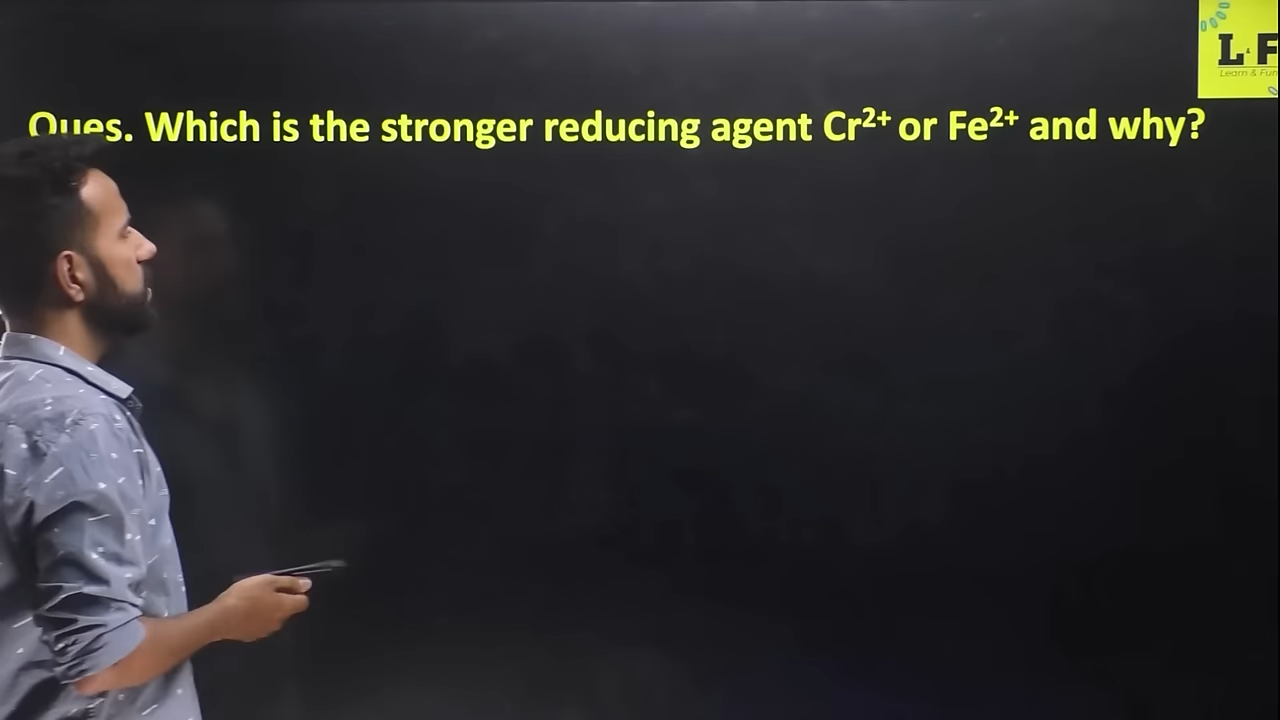 Ques. Which is the stronger reducing agent Cr²⁺ or Fe²⁺ and why?
L&F
Learn & Fun